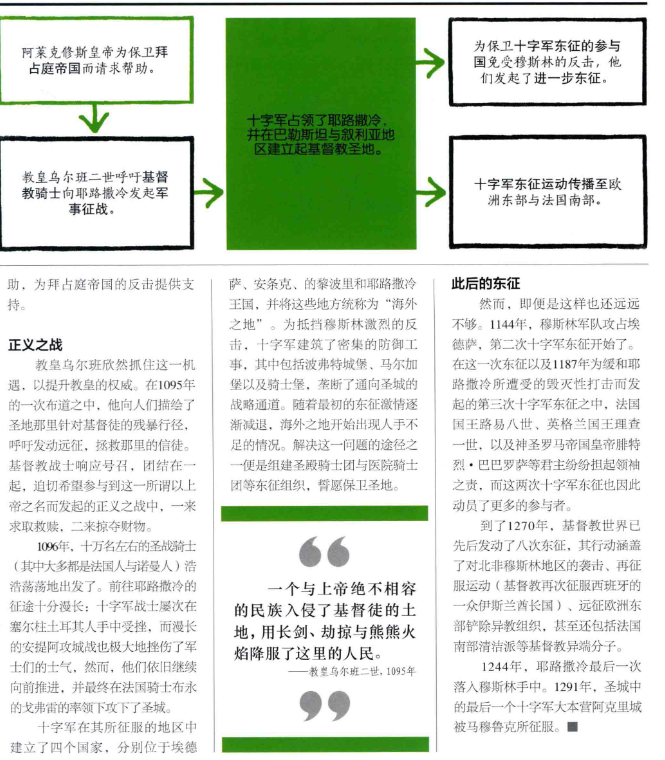 阿莱克修斯皇帝为保卫拜
占庭帝国而请求帮助。
教皇乌尔班二世呼吁基督
教骑士向耶路撒冷发起军
事征战。
十字军占领了耶路撒冷，
并在巴勒斯坦与叙利亚地
区建立起基督教圣地。
为保卫十字军东征的参与
国免受穆斯林的反击，他
们发起了进一步东征。
十字军东征运动传播至欧
洲东部与法国南部。
助，为拜占庭帝国的反击提供支
持。
正义之战
教皇乌尔班欣然抓住这一机
遇，以提升教皇的权威。在1095年
的一次布道之中，他向人们描绘了
圣地那里针对基督徒的残暴行径，
呼吁发动远征，拯救那里的信徒。
基督教战士响应号召，团结在一
起，迫切希望参与到这一所谓以上
帝之名而发起的正义之战中，一来
求取救赎，二来掠夺财物。
1096年，十万名左右的圣战骑士
（其中大多都是法国人与诺曼人）浩
浩荡荡地出发了。前往耶路撒冷的
征途十分漫长：十字军战士屡次在
塞尔柱土耳其人手中受挫，而漫长
的安提阿攻城战也极大地挫伤了军
士们的士气，然而，他们依旧继续
向前推进，并最终在法国骑士布永
的戈弗雷的率领下攻下了圣城。
十字军在其所征服的地区中
建立了四个国家，分别位于埃德
萨、安条克、的黎波里和耶路撒冷
王国，并将这些地方统称为“海外
之地”。为抵挡穆斯林激烈的反
击，十字军建筑了密集的防御工
事，其中包括波弗特城堡、马尔加
堡以及骑士堡，垄断了通向圣城的
战略通道。随着最初的东征激情逐
渐减退，海外之地开始出现人手不
足的情况。解决这一问题的途径之
一便是组建圣殿骑士团与医院骑士
团等东征组织，誓愿保卫圣地。
“
一个与上帝绝不相容
的民族入侵了基督徒的土
地，用长剑、劫掠与熊熊火
焰降服了这里的人民。
——教皇乌尔班二世，1095年
”
此后的东征
然而，即便是这样也还远远
不够。1144年，穆斯林军队攻占埃
德萨，第二次十字军东征开始了。
在这一次东征以及1187年为缓和耶
路撒冷所遭受的毁灭性打击而发
起的第三次十字军东征之中，法国
国王路易八世、英格兰国王理查
一世，以及神圣罗马帝国皇帝腓特
烈·巴巴罗萨等君主纷纷担起领袖
之责，而这两次十字军东征也因此
动员了更多的参与者。
到了1270年，基督教世界已
先后发动了八次东征，其行动涵盖
了对北非穆斯林地区的袭击、再征
服运动（基督教再次征服西班牙的
一众伊斯兰酋长国）、远征欧洲东
部铲除异教组织，甚至还包括法国
南部清洁派等基督教异端分子。
1244年，耶路撒冷最后一次
落入穆斯林手中。1291年，圣城中
的最后一个十字军大本营阿克里城
被马穆鲁克所征服。■